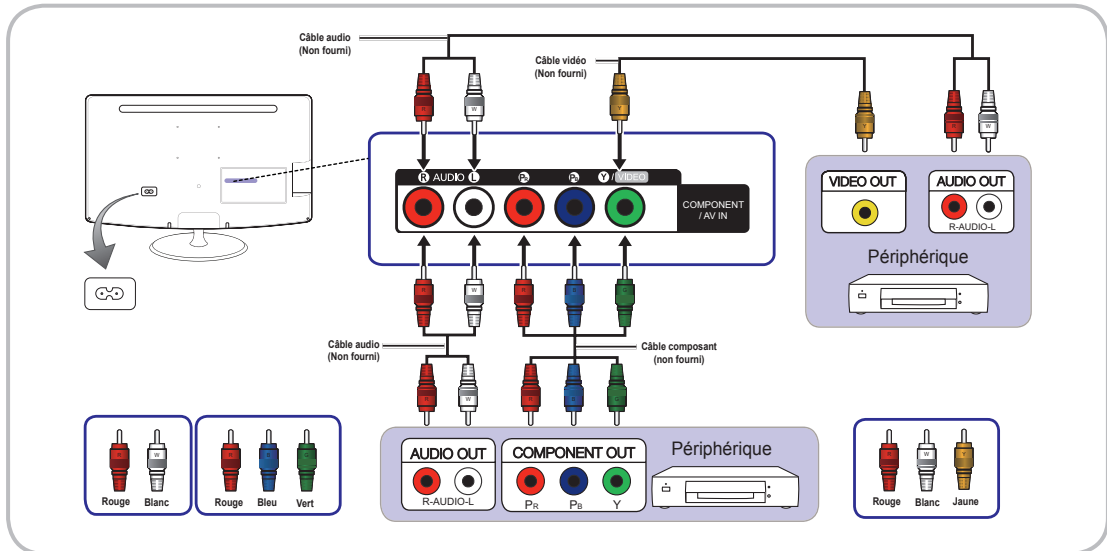 Câble audio
(Non fourni)
Câble vidéo
(Non fourni)
R W Y
Y R W
R AUDIO L PR PB Y / VIDEO
COMPONENT
/ AV IN
VIDEO OUT
AUDIO OUT
R-AUDIO-L
Périphérique
R W R B G
Câble audio
(Non fourni)
Câble composant
(non fourni)
R W R B G
AUDIO OUT
R-AUDIO-L
COMPONENT OUT
PR PB Y
Périphérique
R W
Rouge Blanc
R B G
Rouge Bleu Vert
R W Y
Rouge Blanc Jaune